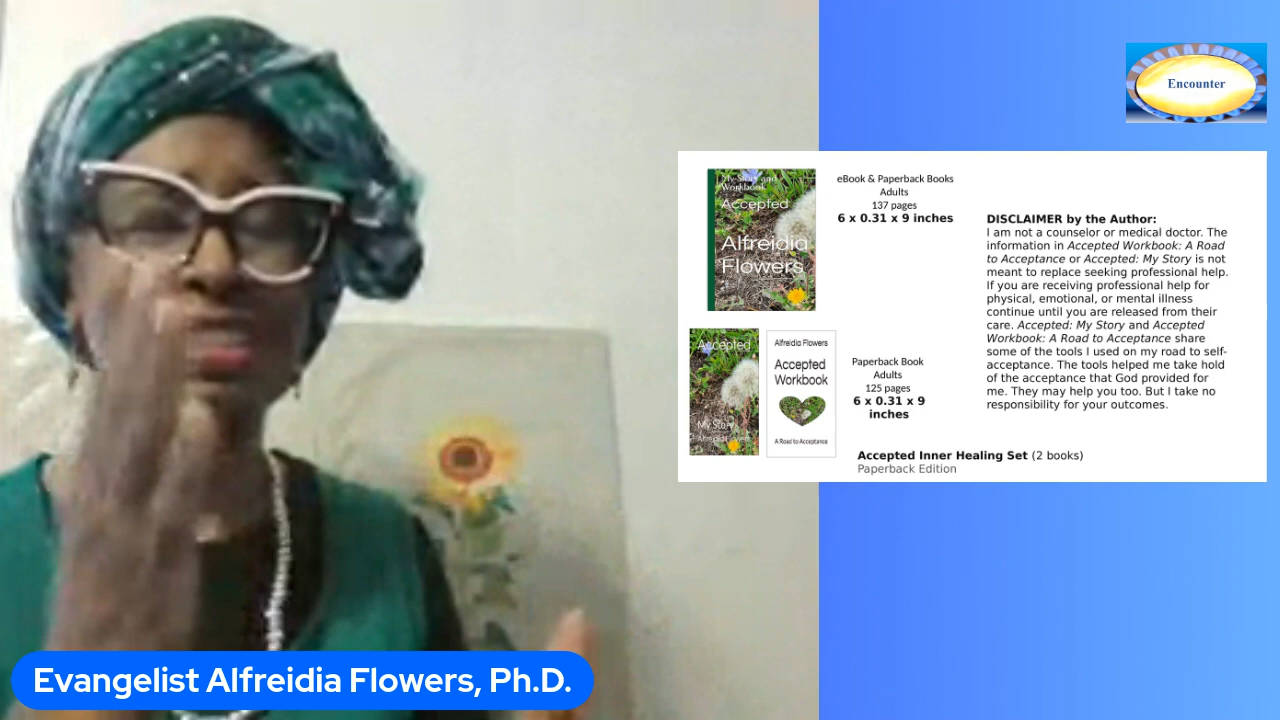 Encounter
My Story and
Workbook
Accepted
Alfreidia
Flowers
eBook & Paperback Books
Adults
137 pages
6 x 0.31 x 9 inches
Accepted
My Story
Alfreidia Flowers
Alfreidia Flowers
Accepted
Workbook
A Road to Acceptance
Paperback Book
Adults
125 pages
6 x 0.31 x 9
inches
Accepted Inner Healing Set (2 books)
Paperback Edition
DISCLAIMER by the Author:
I am not a counselor or medical doctor. The
information in Accepted Workbook: A Road
to Acceptance or Accepted: My Story is not
meant to replace seeking professional help.
If you are receiving professional help for
physical, emotional, or mental illness
continue until you are released from their
care. Accepted: My Story and Accepted
Workbook: A Road to Acceptance share
some of the tools I used on my road to self-
acceptance. The tools helped me take hold
of the acceptance that God provided for
me. They may help you too. But I take no
responsibility for your outcomes.
Evangelist Alfreidia Flowers, Ph.D.